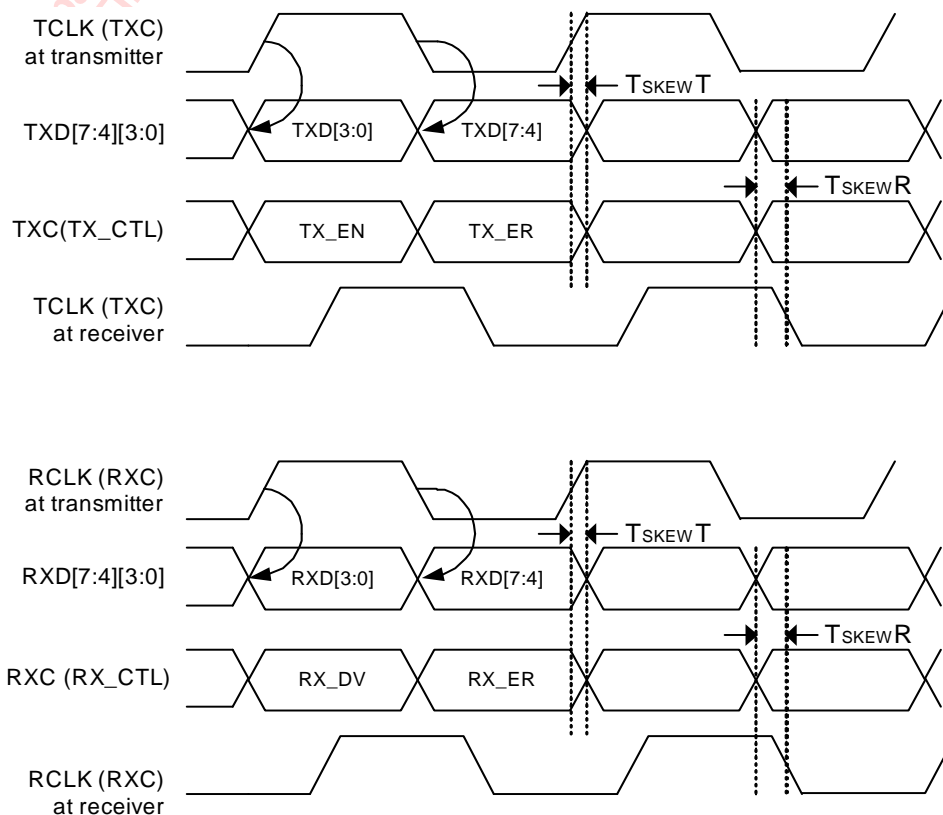 TCLK (TXC)
at transmitter
TSKEWT
TXD[7:4][3:0]
TXD[3:0]
TXD[7:4]
TSKEWR
TXC(TX_CTL)
TX_EN
TX_ER
TCLK (TXC)
at receiver
RCLK (RXC)
at transmitter
TSKEWT
RXD[7:4][3:0]
RXD[3:0]
RXD[7:4]
TSKEWR
RXC (RX_CTL)
RX_DV
RX_ER
RCLK (RXC)
at receiver